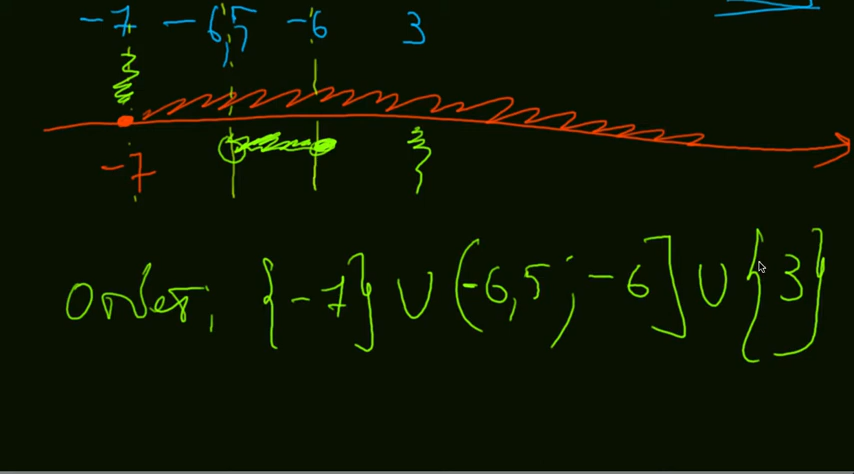 -7 -6,5 -6 3
-7
Ответ: {-7} ∪ (-6,5; -6] ∪ {3}